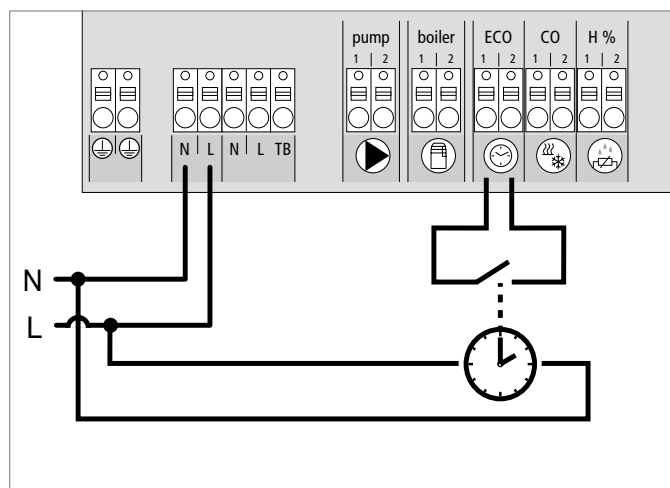 pump boiler ECO CO H %
1 | 2 1 | 2 1 | 2 1 | 2 1 | 2
N | L | N | L | TB
N
L